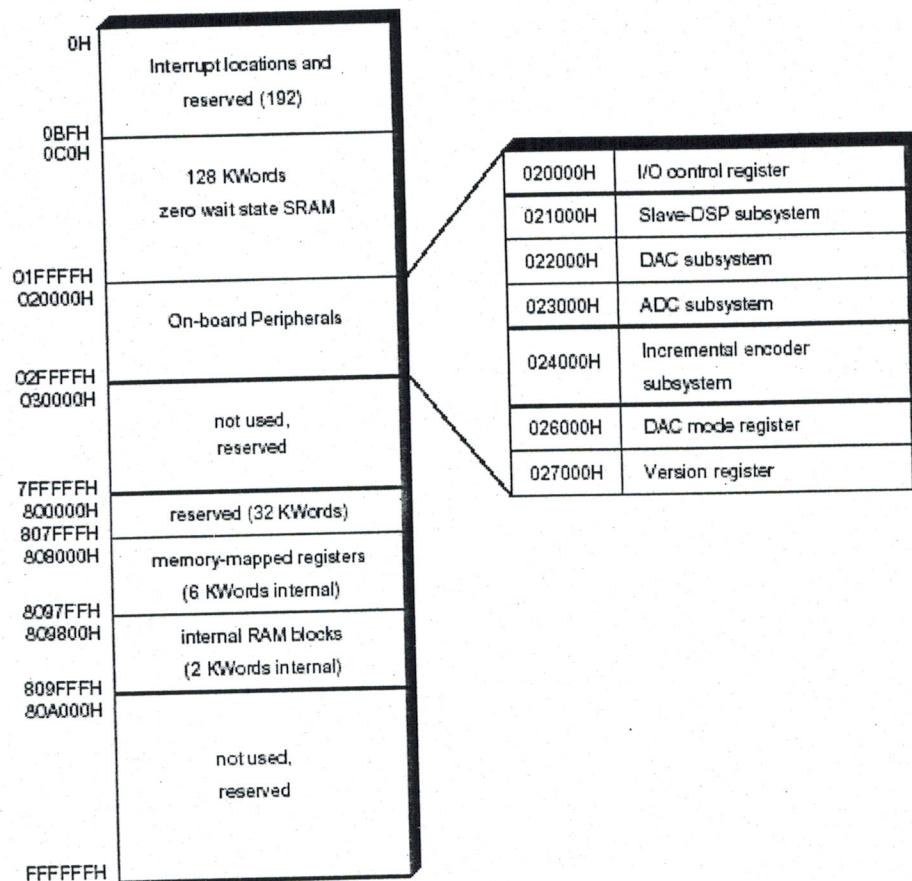 0H
Interrupt locations and
reserved (192)
0BFH
0C0H
128 KWords
zero wait state SRAM
01FFFFH
020000H
On-board Peripherals
02FFFFH
030000H
not used,
reserved
7FFFFFH
800000H
reserved (32 KWords)
807FFFH
808000H
memory-mapped registers
(6 KWords internal)
8097FFH
809800H
internal RAM blocks
(2 KWords internal)
809FFFH
80A000H
not used,
reserved
FFFFFFH
020000H I/O control register
021000H Slave-DSP subsystem
022000H DAC subsystem
023000H ADC subsystem
024000H Incremental encoder
subsystem
026000H DAC mode register
027000H Version register